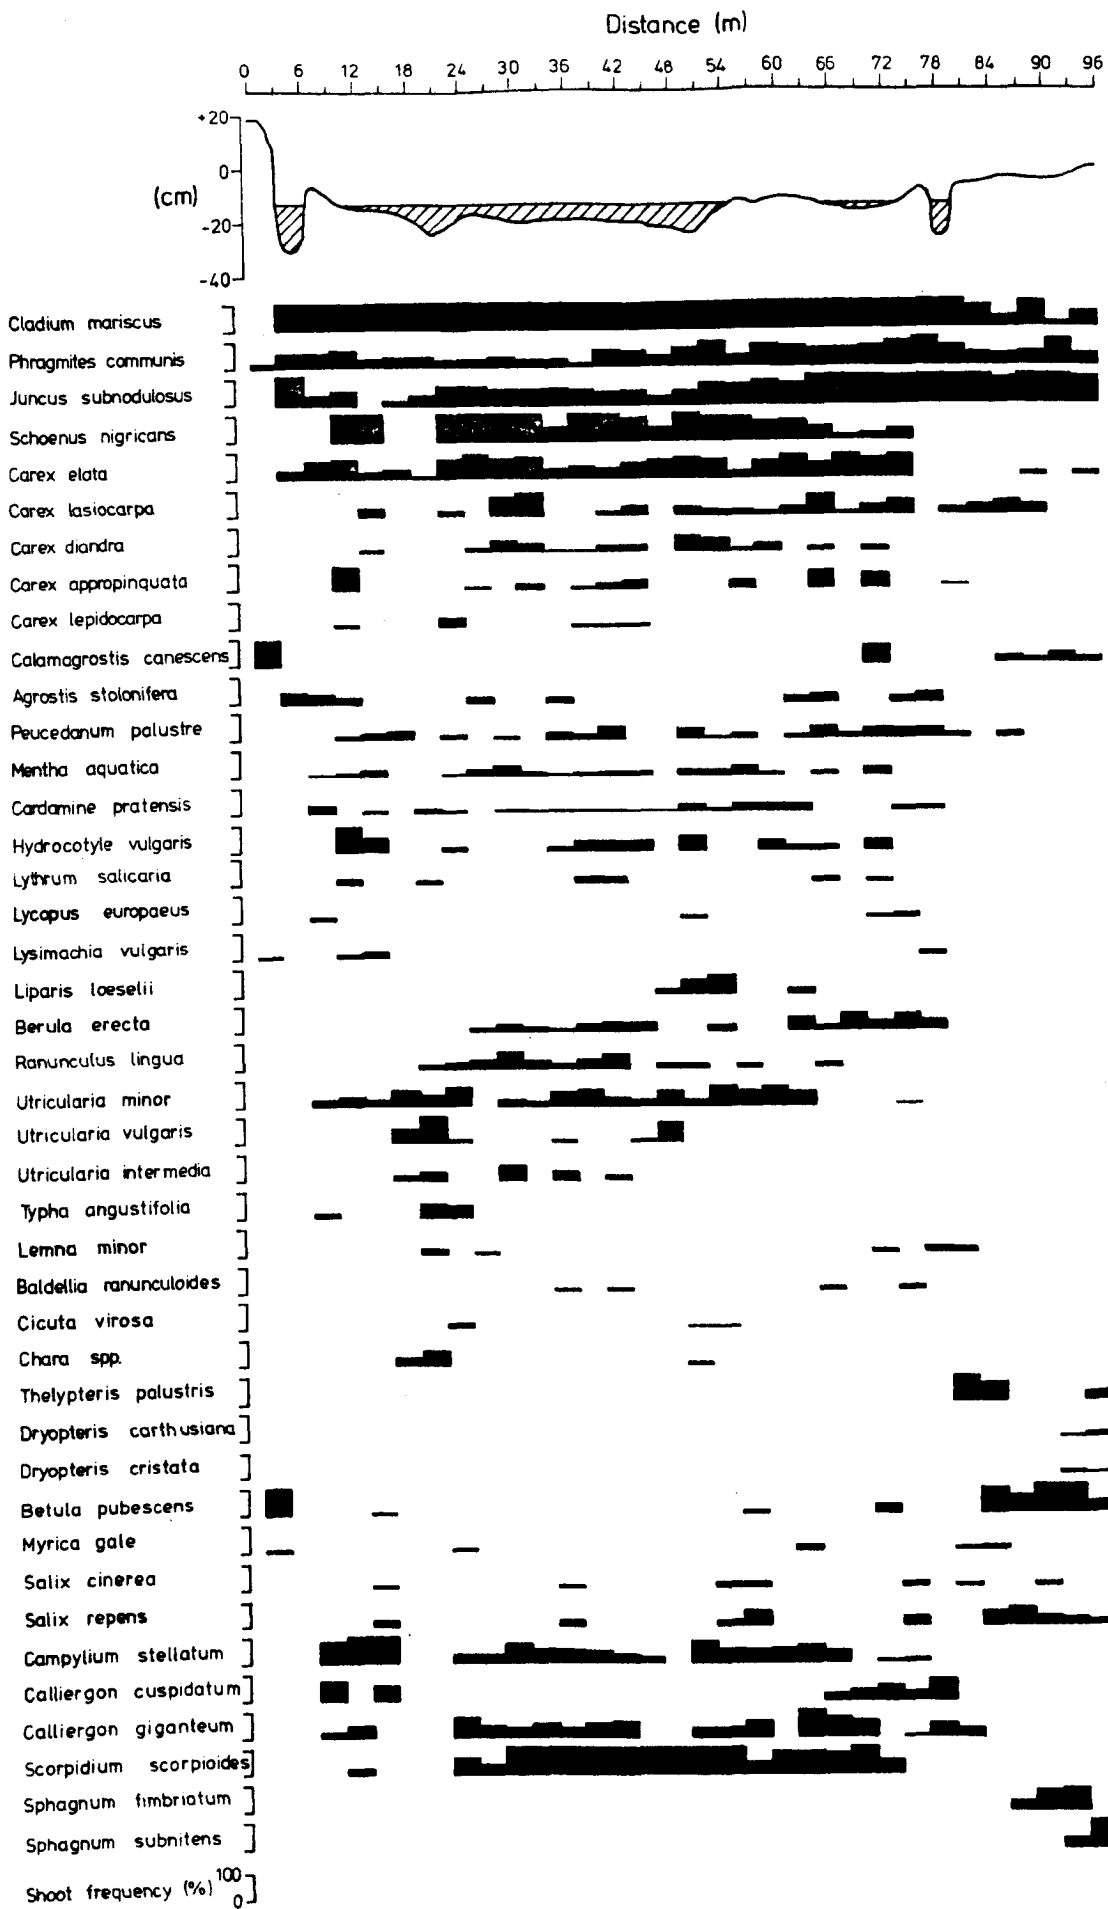 Distance (m)
0 6 12 18 24 30 36 42 48 54 60 66 72 78 84 90 96
+20
0
(cm)
-20
-40
Cladium mariscus
Phragmites communis
Juncus subnodulosus
Schoenus nigricans
Carex elata
Carex lasiocarpa
Carex diandra
Carex appropinquata
Carex lepidocarpa
Calamagrostis canescens
Agrostis stolonifera
Peucedanum palustre
Mentha aquatica
Cardamine pratensis
Hydrocotyle vulgaris
Lythrum salicaria
Lycopus europaeus
Lysimachia vulgaris
Liparis loeselii
Berula erecta
Ranunculus lingua
Utricularia minor
Utricularia vulgaris
Utricularia intermedia
Typha angustifolia
Lemna minor
Baldellia ranunculoides
Cicuta virosa
Chara spp.
Thelypteris palustris
Dryopteris carthusiana
Dryopteris cristata
Betula pubescens
Myrica gale
Salix cinerea
Salix repens
Campylium stellatum
Calliergon cuspidatum
Calliergon giganteum
Scorpidium scorpioides
Sphagnum fimbriatum
Sphagnum subnitens
Shoot frequency (%) 100
0